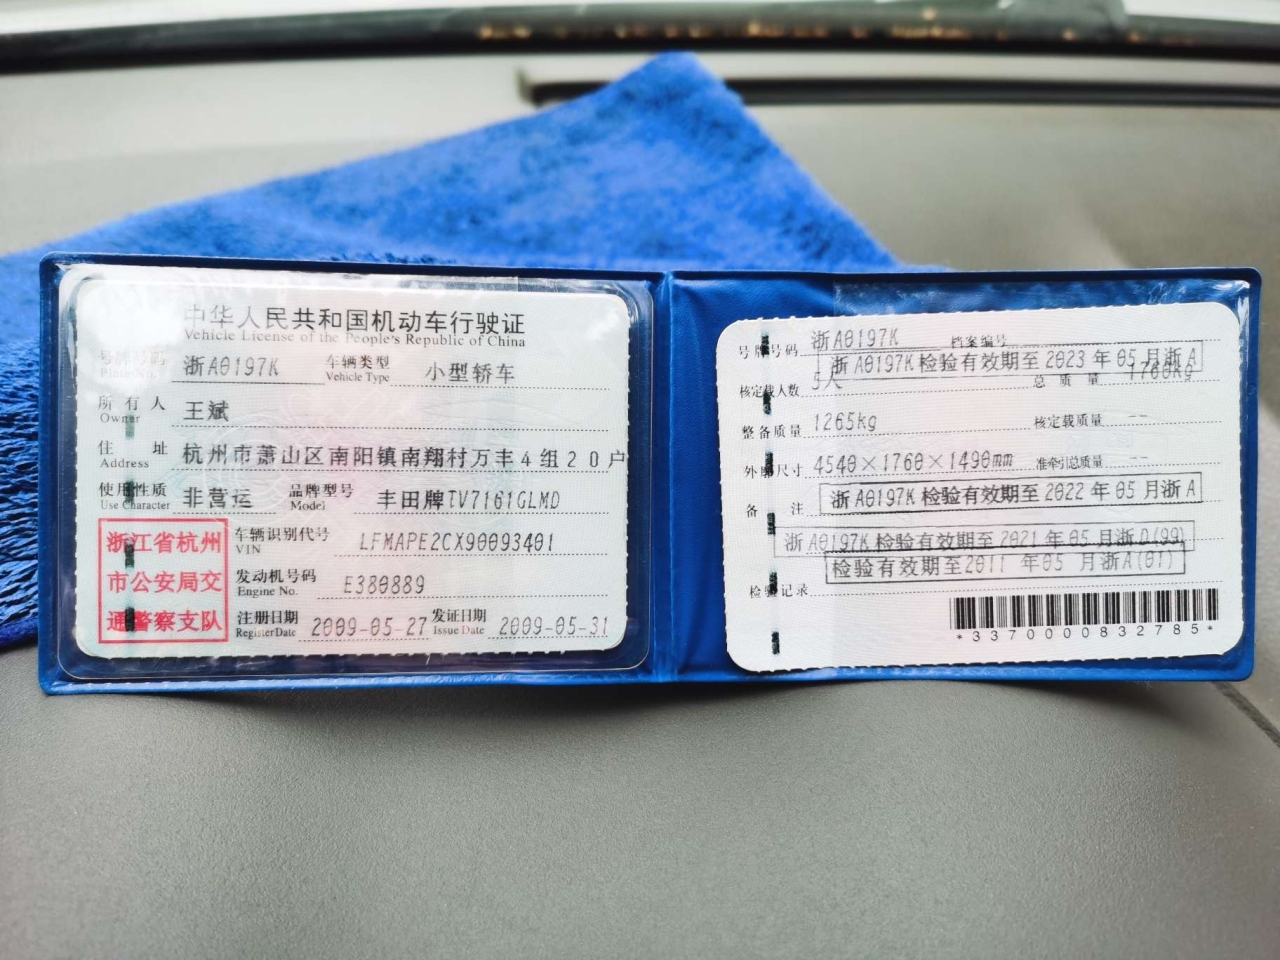 中华人民共和国机动车行驶证
Vehicle License of the People's Republic of China
号牌号码 浙A0197K 车辆类型 小型轿车
Plate No. Vehicle Type
所有人 王斌
Owner
住址 杭州市萧山区南阳镇南翔村万丰4组20户
Address
使用性质 非营运 品牌型号 丰田牌TV7161GLMD
Use Character Model
浙江省杭州
市公安局交
通警察支队
车辆识别代号 LFMAPE2CX90093401
VIN
发动机号码 E380889
Engine No.
注册日期 2009-05-27 发证日期 2009-05-31
Register Date Issue Date
号牌号码 浙A0197K 档案编号
浙A0197K检验有效期至2023年05月浙A
核定载人数 5人 总质量 1760kg
整备质量 1265kg 核定载质量 --
外廓尺寸 4540×1760×1490mm 准牵引总质量 --
浙A0197K检验有效期至2022年05月浙A
备注
浙A0197K检验有效期至2021年05月浙D(99)
检验有效期至2011年05月浙A(01)
检验记录
*3370000832785*